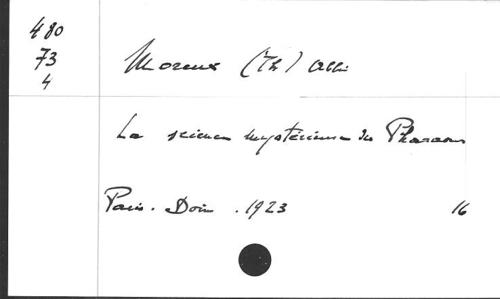 480
73
4
Moreux (Th) Abbé
La science mystérieuse des Pharaons
Paris. Doin. 1923 16